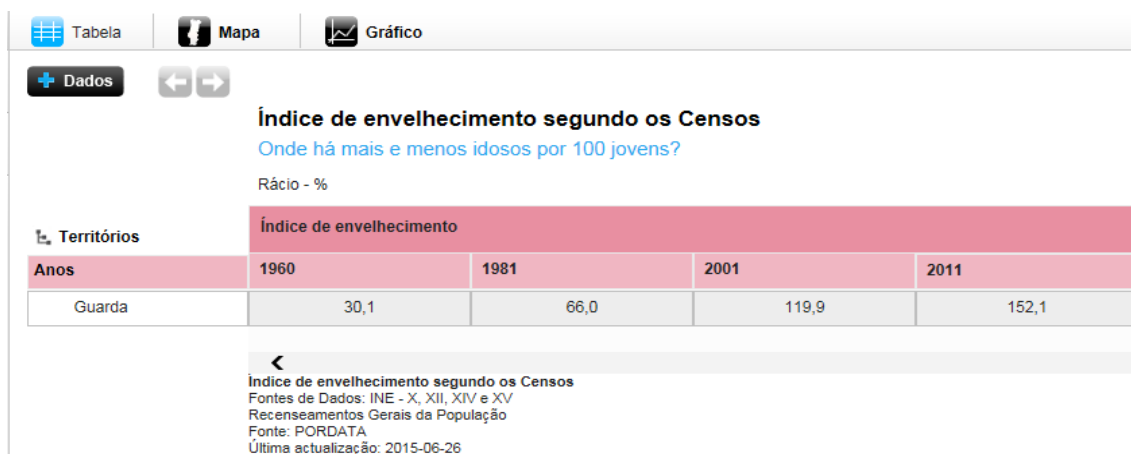 Tabela Mapa Gráfico
Dados
Índice de envelhecimento segundo os Censos
Onde há mais e menos idosos por 100 jovens?
Rácio - %
Territórios Índice de envelhecimento
Anos 1960 1981 2001 2011
Guarda 30,1 66,0 119,9 152,1
Índice de envelhecimento segundo os Censos
Fontes de Dados: INE - X, XII, XIV e XV
Recenseamentos Gerais da População
Fonte: PORDATA
Última actualização: 2015-06-26